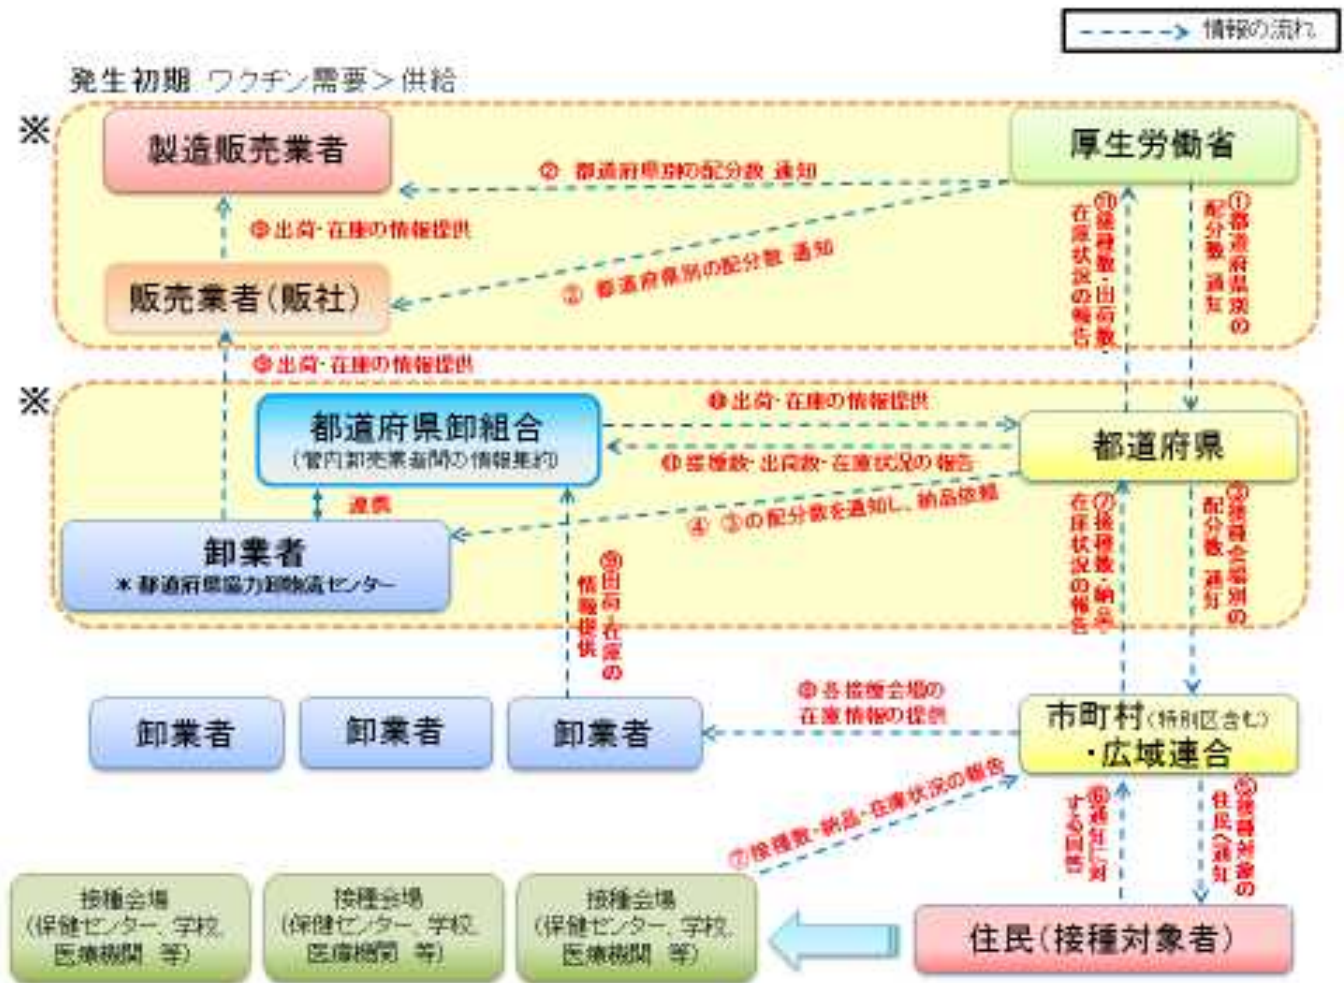 情報の流れ
発生初期 ワクチン需要＞供給
※
製造販売業者
厚生労働省
② 都道府県別の配分数 通知
出荷・在庫の情報提供
② 都道府県別の配分数 通知
販売業者(販社)
⑪接種数・出荷数・
在庫状況の報告
①都道府県別の
配分数 通知
出荷・在庫の情報提供
※
都道府県卸組合
(管内卸売業者間の情報集約)
出荷・在庫の情報提供
接種数・出荷数・在庫状況の報告
都道府県
連携
④ ③の配分数を通知し、納品依頼
卸業者
＊都道府県協力卸物流センター
出荷・在庫の
情報提供
⑦接種数・納品・
在庫状況の報告
③接種会場別の
配分数 通知
卸業者
卸業者
卸業者
各接種会場の
在庫情報の提供
市町村(特別区含む)
・広域連合
⑦接種数・納品・在庫状況の報告
⑥通知に対
する回答
⑤接種対象の
住民へ通知
接種会場
(保健センター、学校、
医療機関 等)
接種会場
(保健センター、学校、
医療機関 等)
接種会場
(保健センター、学校、
医療機関 等)
住民(接種対象者)